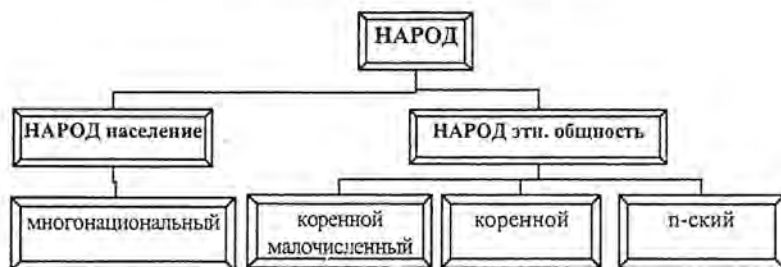 НАРОД
НАРОД население
НАРОД этн. общность
многонациональный
коренной
малочисленный
коренной
п-ский